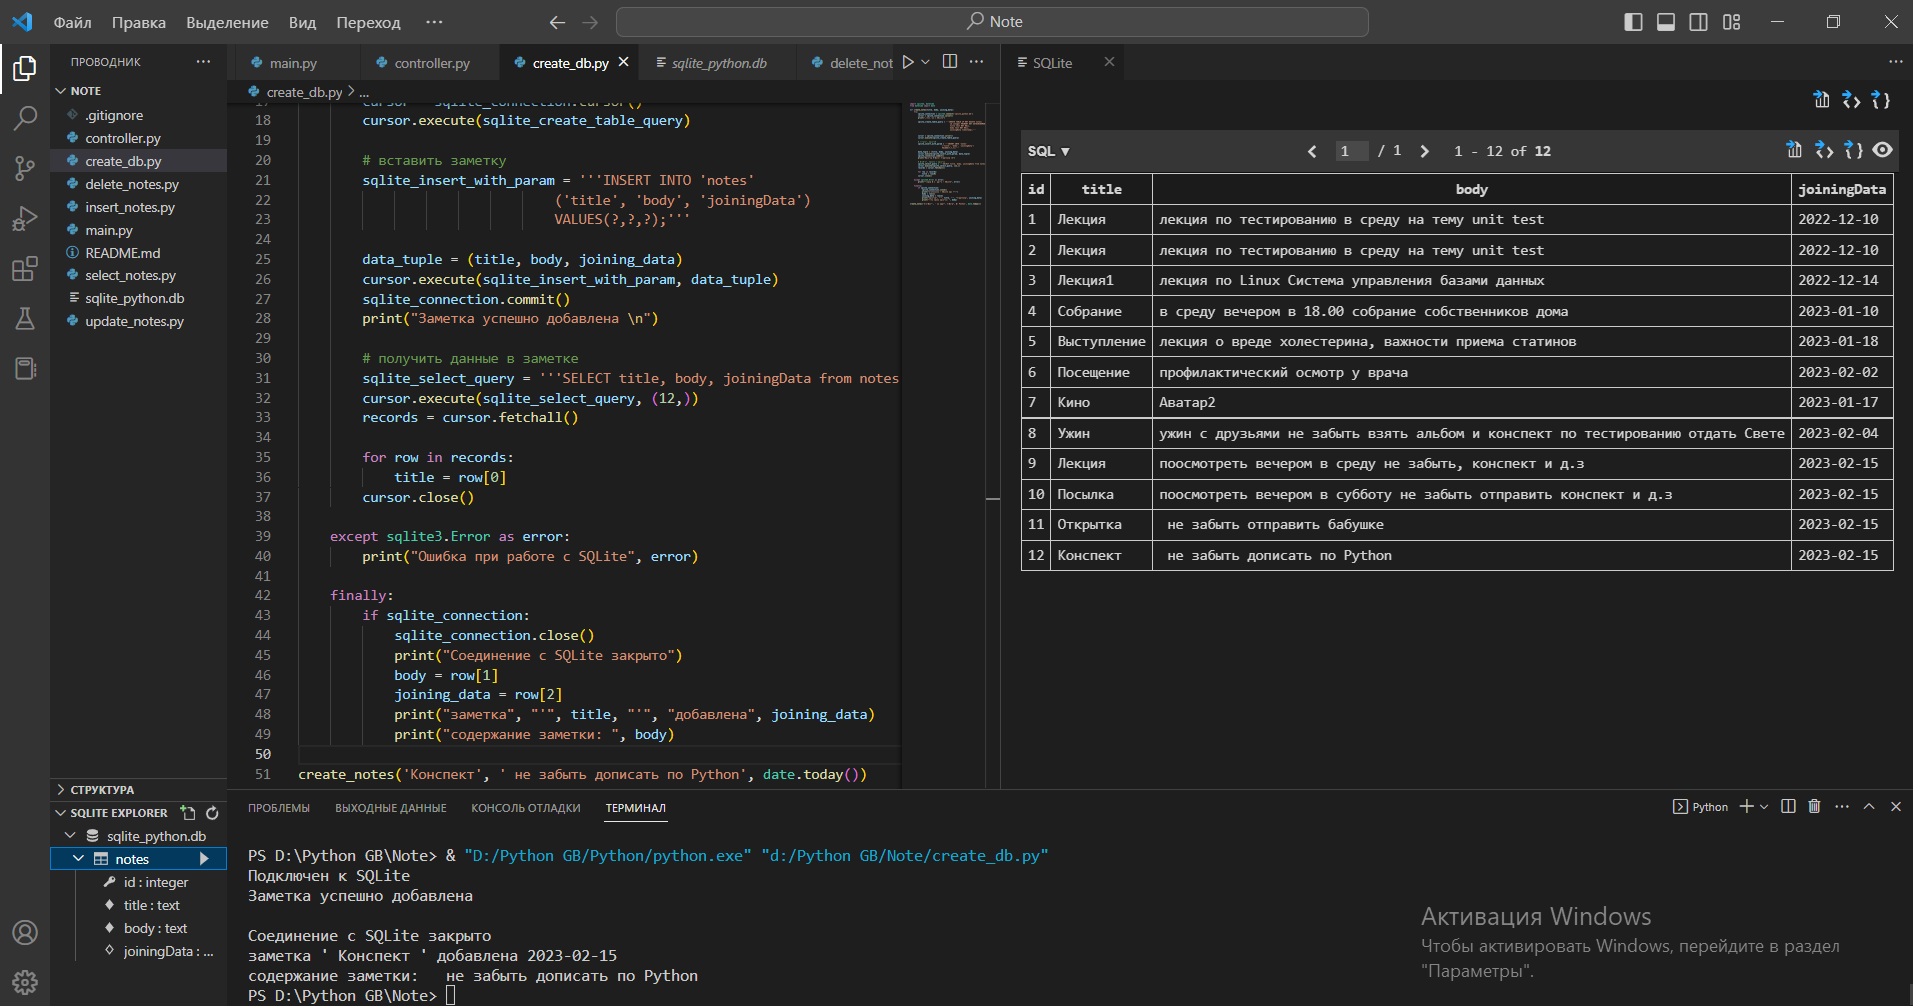 Файл Правка Выделение Вид Переход ··· Note
ПРОВОДНИК ···
main.py controller.py create_db.py sqlite_python.db delete_not ···
SQLite ···
NOTE
.gitignore
controller.py
create_db.py
delete_notes.py
insert_notes.py
main.py
README.md
select_notes.py
sqlite_python.db
update_notes.py
СТРУКТУРА
SQLITE EXPLORER
sqlite_python.db
notes
id : integer
title : text
body : text
joiningData : ...
create_db.py > ...
17 cursor = sqlite_connection.cursor()
18 cursor.execute(sqlite_create_table_query)
19
20 # вставить заметку
21 sqlite_insert_with_param = '''INSERT INTO 'notes'
22 ('title', 'body', 'joiningData')
23 VALUES(?,?,?);'''
24
25 data_tuple = (title, body, joining_data)
26 cursor.execute(sqlite_insert_with_param, data_tuple)
27 sqlite_connection.commit()
28 print("Заметка успешно добавлена \n")
29
30 # получить данные в заметке
31 sqlite_select_query = '''SELECT title, body, joiningData from notes
32 cursor.execute(sqlite_select_query, (12,))
33 records = cursor.fetchall()
34
35 for row in records:
36 title = row[0]
37 cursor.close()
38
39 except sqlite3.Error as error:
40 print("Ошибка при работе с SQLite", error)
41
42 finally:
43 if sqlite_connection:
44 sqlite_connection.close()
45 print("Соединение с SQLite закрыто")
46 body = row[1]
47 joining_data = row[2]
48 print("заметка", "'", title, "'", "добавлена", joining_data)
49 print("содержание заметки: ", body)
50
51 create_notes('Конспект', ' не забыть дописать по Python', date.today())
SQL ▼ 1 / 1 1 - 12 of 12
id title body joiningData
1 Лекция лекция по тестированию в среду на тему unit test 2022-12-10
2 Лекция лекция по тестированию в среду на тему unit test 2022-12-10
3 Лекция1 лекция по Linux Система управления базами данных 2022-12-14
4 Собрание в среду вечером в 18.00 собрание собственников дома 2023-01-10
5 Выступление лекция о вреде холестерина, важности приема статинов 2023-01-18
6 Посещение профилактический осмотр у врача 2023-02-02
7 Кино Аватар2 2023-01-17
8 Ужин ужин с друзьями не забыть взять альбом и конспект по тестированию отдать Свете 2023-02-04
9 Лекция поосмотреть вечером в среду не забыть, конспект и д.з 2023-02-15
10 Посылка поосмотреть вечером в субботу не забыть отправить конспект и д.з 2023-02-15
11 Открытка не забыть отправить бабушке 2023-02-15
12 Конспект не забыть дописать по Python 2023-02-15
ПРОБЛЕМЫ ВЫХОДНЫЕ ДАННЫЕ КОНСОЛЬ ОТЛАДКИ ТЕРМИНАЛ Python ···
PS D:\Python GB\Note> & "D:/Python GB/Python/python.exe" "d:/Python GB/Note/create_db.py"
Подключен к SQLite
Заметка успешно добавлена
Соединение с SQLite закрыто
заметка ' Конспект ' добавлена 2023-02-15
содержание заметки:   не забыть дописать по Python
PS D:\Python GB\Note>
Активация Windows
Чтобы активировать Windows, перейдите в раздел
"Параметры".